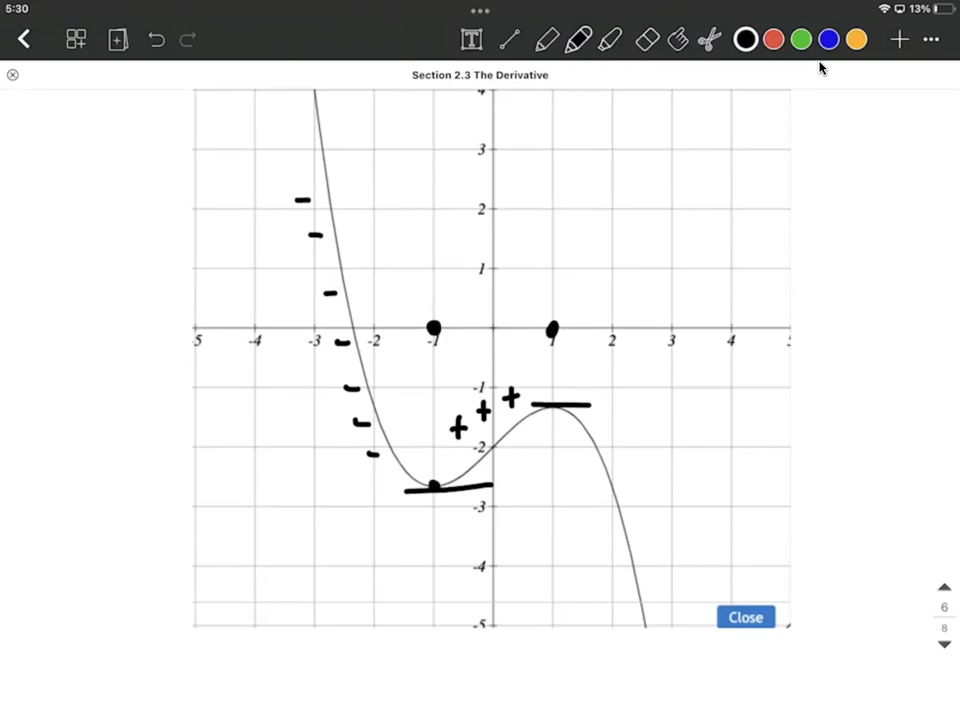 5:30
13%
T
Section 2.3 The Derivative
4
3
2
1
-5 -4 -3 -2 -1 1 2 3 4 5
-1
-2
-3
-4
-5
+ + +
- - - - - - -
Close
6
8